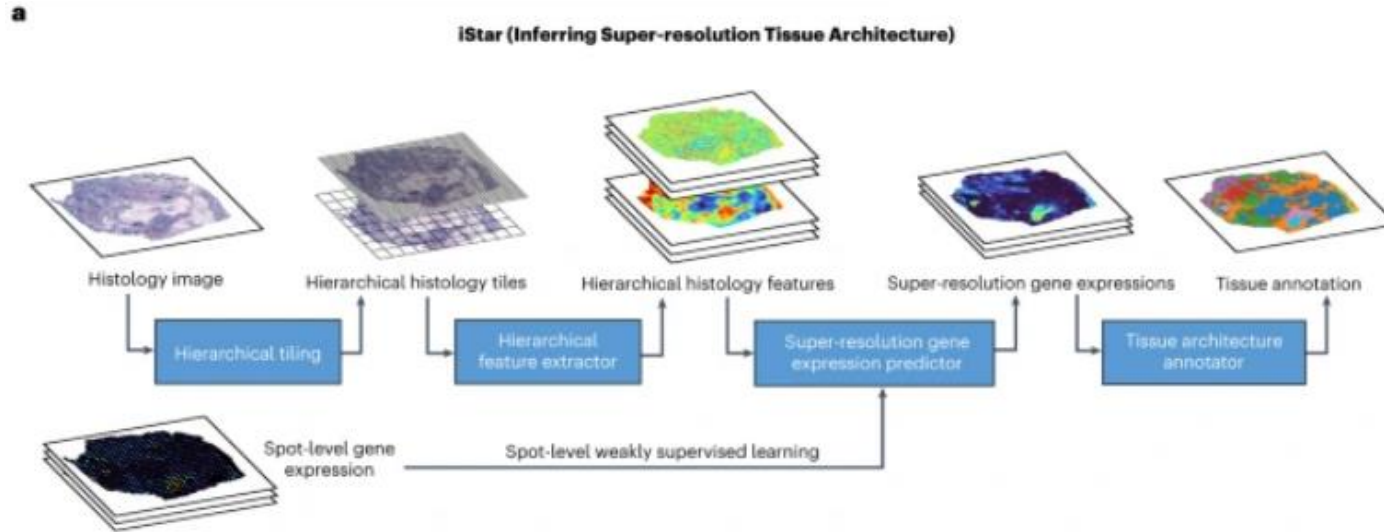 a
iStar (Inferring Super-resolution Tissue Architecture)
Histology image
Hierarchical histology tiles
Hierarchical histology features
Super-resolution gene expressions
Tissue annotation
Hierarchical tiling
Hierarchical
feature extractor
Super-resolution gene
expression predictor
Tissue architecture
annotator
Spot-level gene
expression
Spot-level weakly supervised learning